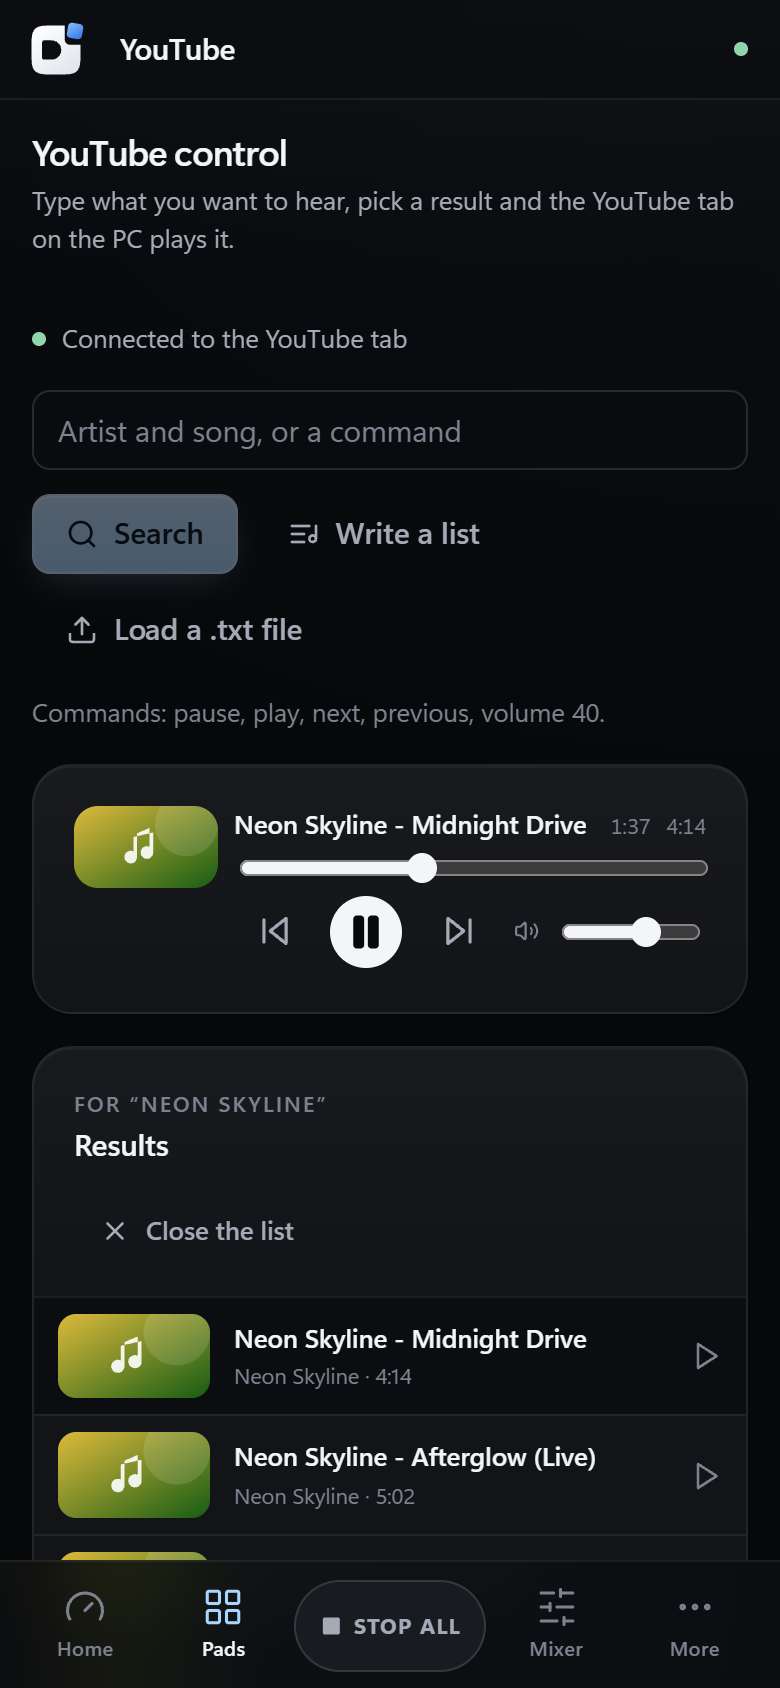 YouTube
YouTube control
Type what you want to hear, pick a result and the YouTube tab
on the PC plays it.
Connected to the YouTube tab
Artist and song, or a command
Search
Write a list
Load a .txt file
Commands: pause, play, next, previous, volume 40.
Neon Skyline - Midnight Drive 1:37 4:14
FOR “NEON SKYLINE”
Results
Close the list
Neon Skyline - Midnight Drive
Neon Skyline · 4:14
Neon Skyline - Afterglow (Live)
Neon Skyline · 5:02
Home
Pads
STOP ALL
Mixer
More